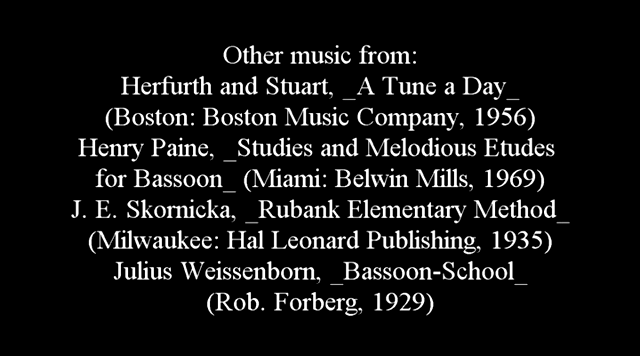 Other music from:
Herfurth and Stuart, _A Tune a Day_
(Boston: Boston Music Company, 1956)
Henry Paine, _Studies and Melodious Etudes
for Bassoon_ (Miami: Belwin Mills, 1969)
J. E. Skornicka, _Rubank Elementary Method_
(Milwaukee: Hal Leonard Publishing, 1935)
Julius Weissenborn, _Bassoon-School_
(Rob. Forberg, 1929)